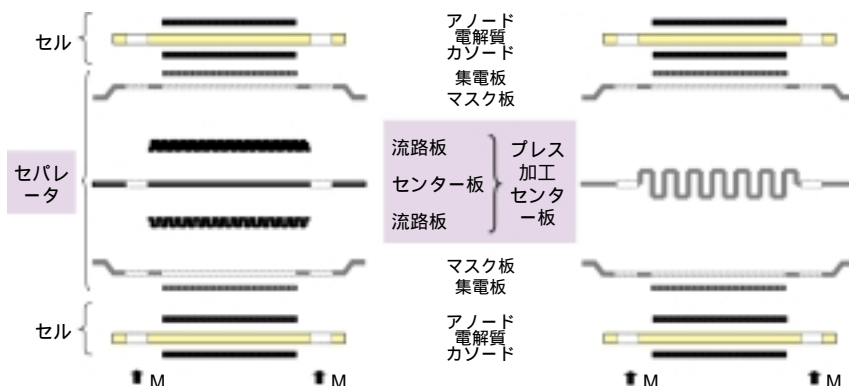 セル
アノード
電解質
カソード
集電板
マスク板
セパレ
ータ
流路板
センター板
流路板
プレス
加工
センタ
ー板
マスク板
集電板
セル
アノード
電解質
カソード
M
M
M
M